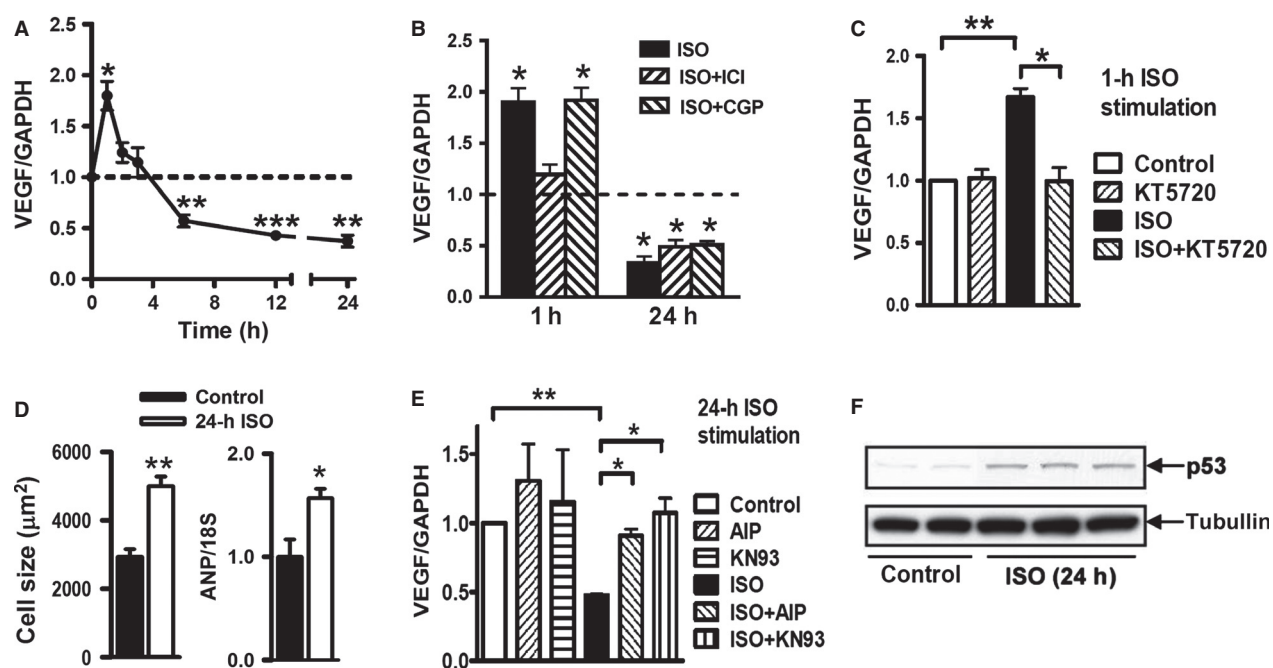 A
VEGF/GAPDH
2.5
2.0
1.5
1.0
0.5
0.0
*
**
***
**
0
4
8
12
24
Time (h)
B
VEGF/GAPDH
2.5
2.0
1.5
1.0
0.5
0.0
ISO
ISO+ICI
ISO+CGP
*
*
*
*
*
1 h
24 h
C
VEGF/GAPDH
2.0
1.5
1.0
0.5
0.0
**
*
1-h ISO
stimulation
Control
KT5720
ISO
ISO+KT5720
D
Control
24-h ISO
Cell size (µm²)
6000
4000
2000
0
**
ANP/18S
2.0
1.0
0.0
*
E
VEGF/GAPDH
1.5
1.0
0.5
0.0
**
*
*
24-h ISO
stimulation
Control
AIP
KN93
ISO
ISO+AIP
ISO+KN93
F
p53
Tubullin
Control
ISO (24 h)